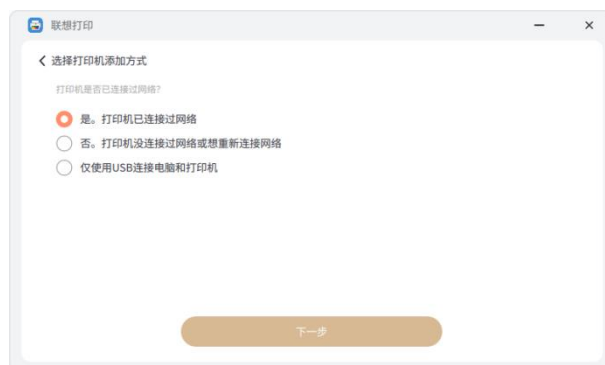 联想打印
选择打印机添加方式
打印机是否已连接过网络?
是。打印机已连接过网络
否。打印机没连接过网络或想重新连接网络
仅使用USB连接电脑和打印机
下一步